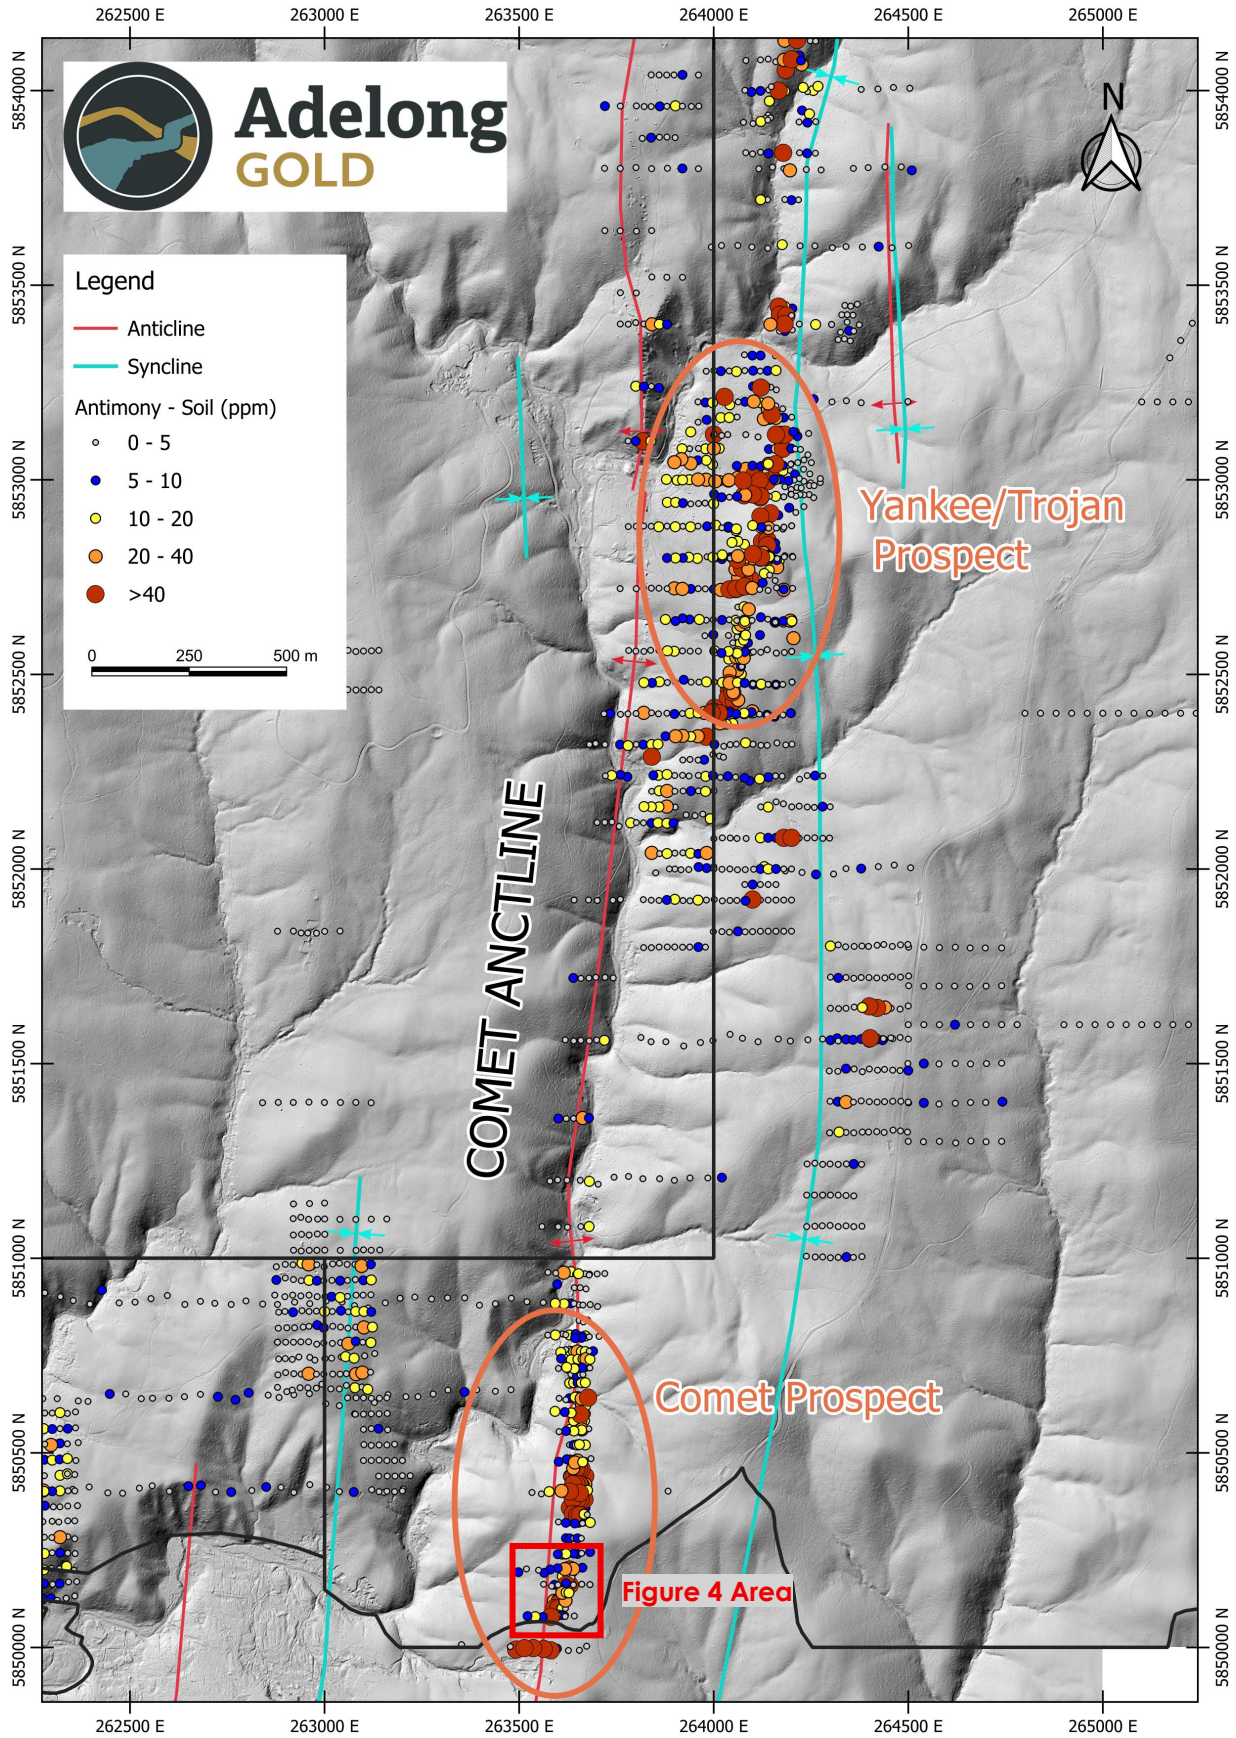 262500 E
263000 E
263500 E
264000 E
264500 E
265000 E
5854000 N
5853500 N
5853000 N
5852500 N
5852000 N
5851500 N
5851000 N
5850500 N
5850000 N
Adelong
GOLD
N
Legend
Anticline
Syncline
Antimony - Soil (ppm)
0 - 5
5 - 10
10 - 20
20 - 40
>40
0
250
500 m
Yankee/Trojan
Prospect
COMET ANCTLINE
Comet Prospect
Figure 4 Area
5854000 N
5853500 N
5853000 N
5852500 N
5852000 N
5851500 N
5851000 N
5850500 N
5850000 N
262500 E
263000 E
263500 E
264000 E
264500 E
265000 E